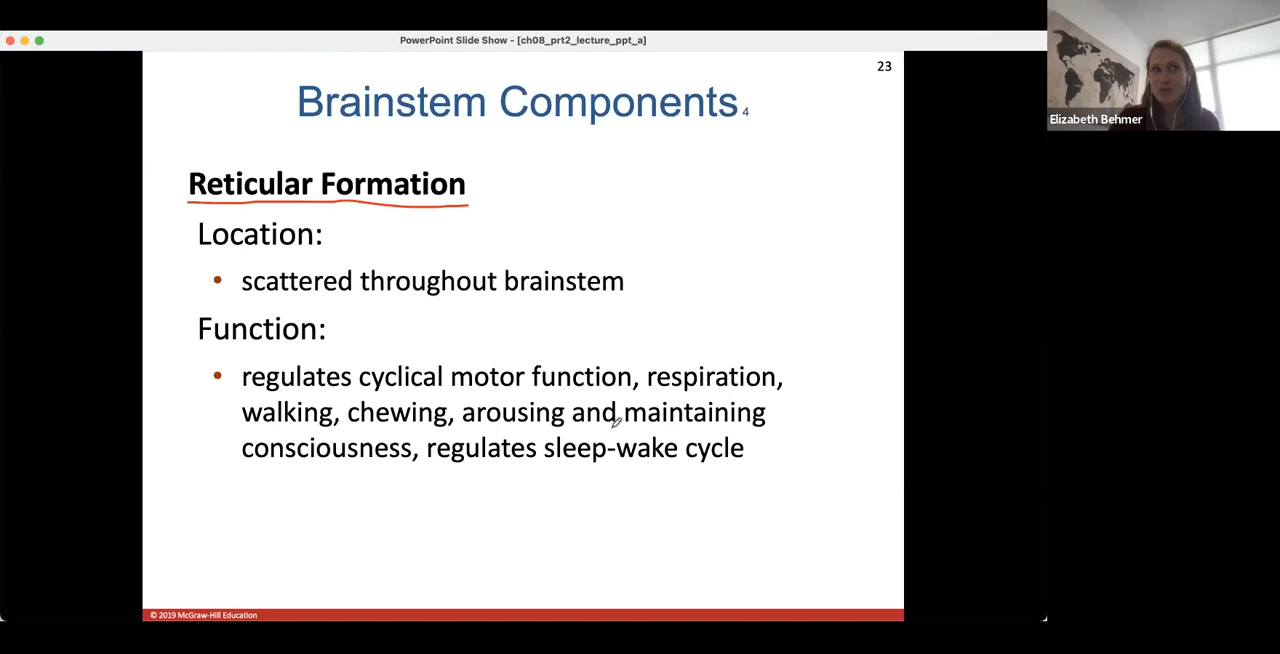 PowerPoint Slide Show - [ch08_prt2_lecture_ppt_a]
23
Brainstem Components 4
Elizabeth Behmer
Reticular Formation
Location:
• scattered throughout brainstem
Function:
• regulates cyclical motor function, respiration,
walking, chewing, arousing and maintaining
consciousness, regulates sleep-wake cycle
© 2019 McGraw-Hill Education